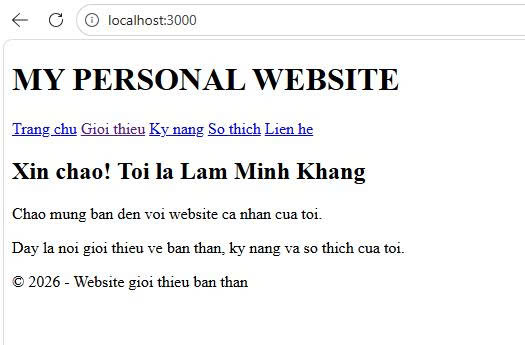 localhost:3000
MY PERSONAL WEBSITE
Trang chu Gioi thieu Ky nang So thich Lien he
Xin chao! Toi la Lam Minh Khang
Chao mung ban den voi website ca nhan cua toi.
Day la noi gioi thieu ve ban than, ky nang va so thich cua toi.
© 2026 - Website gioi thieu ban than